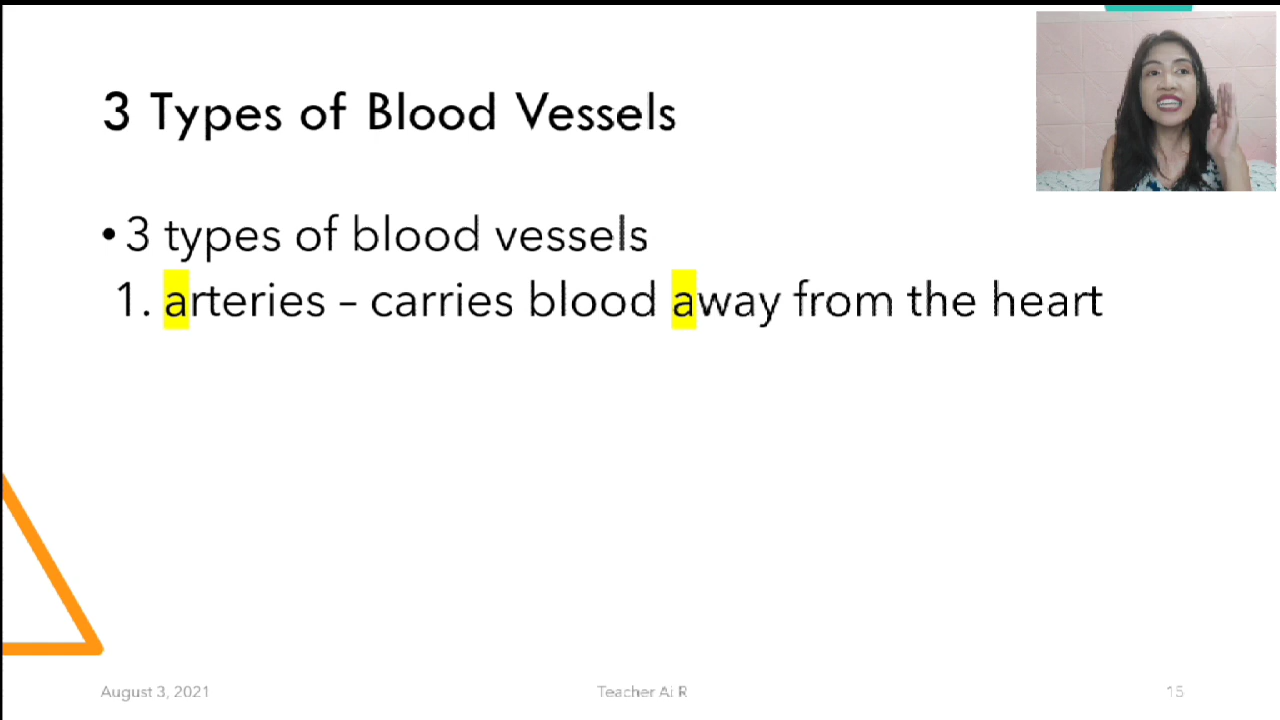 3 Types of Blood Vessels
• 3 types of blood vessels
1. arteries – carries blood away from the heart
August 3, 2021
Teacher Ai R
15